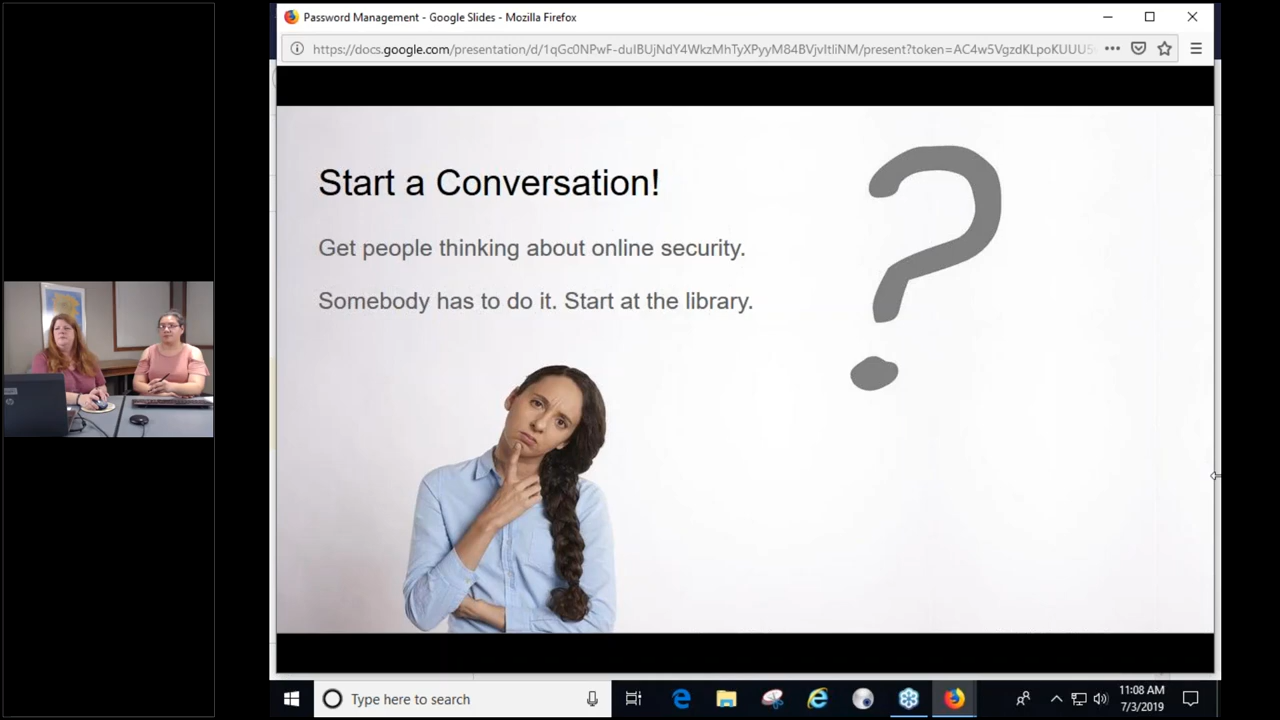 Password Management - Google Slides - Mozilla Firefox
https://docs.google.com/presentation/d/1qGc0NPwF-duIBUjNdY4WkzMhTyXPyyM84BVjvItIiNM/present?token=AC4w5VgzdKLpoKUUU5
Start a Conversation!
Get people thinking about online security.
Somebody has to do it. Start at the library.
Type here to search
11:08 AM
7/3/2019